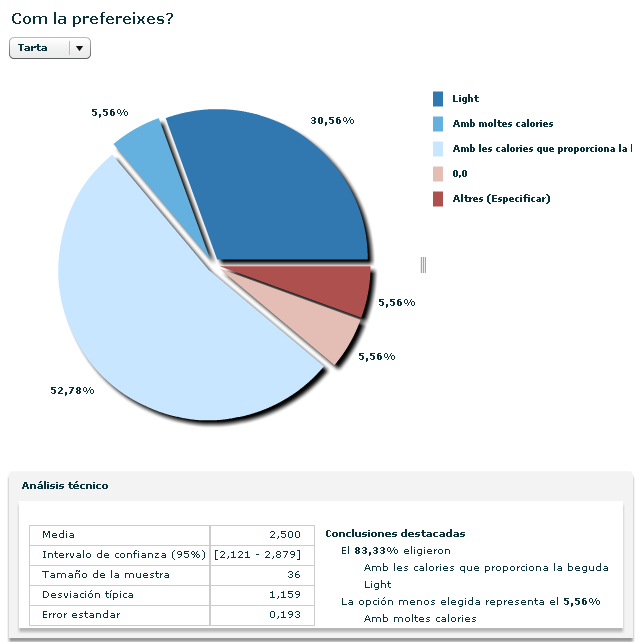 Com la prefereixes?
Tarta
5,56%
30,56%
Light
Amb moltes calories
Amb les calories que proporciona la
0,0
Altres (Especificar)
5,56%
5,56%
52,78%
Análisis técnico
Media 2,500
Intervalo de confianza (95%) [2,121 - 2,879]
Tamaño de la muestra 36
Desviación típica 1,159
Error estandar 0,193
Conclusiones destacadas
El 83,33% eligieron
Amb les calories que proporciona la beguda
Light
La opción menos elegida representa el 5,56%
Amb moltes calories